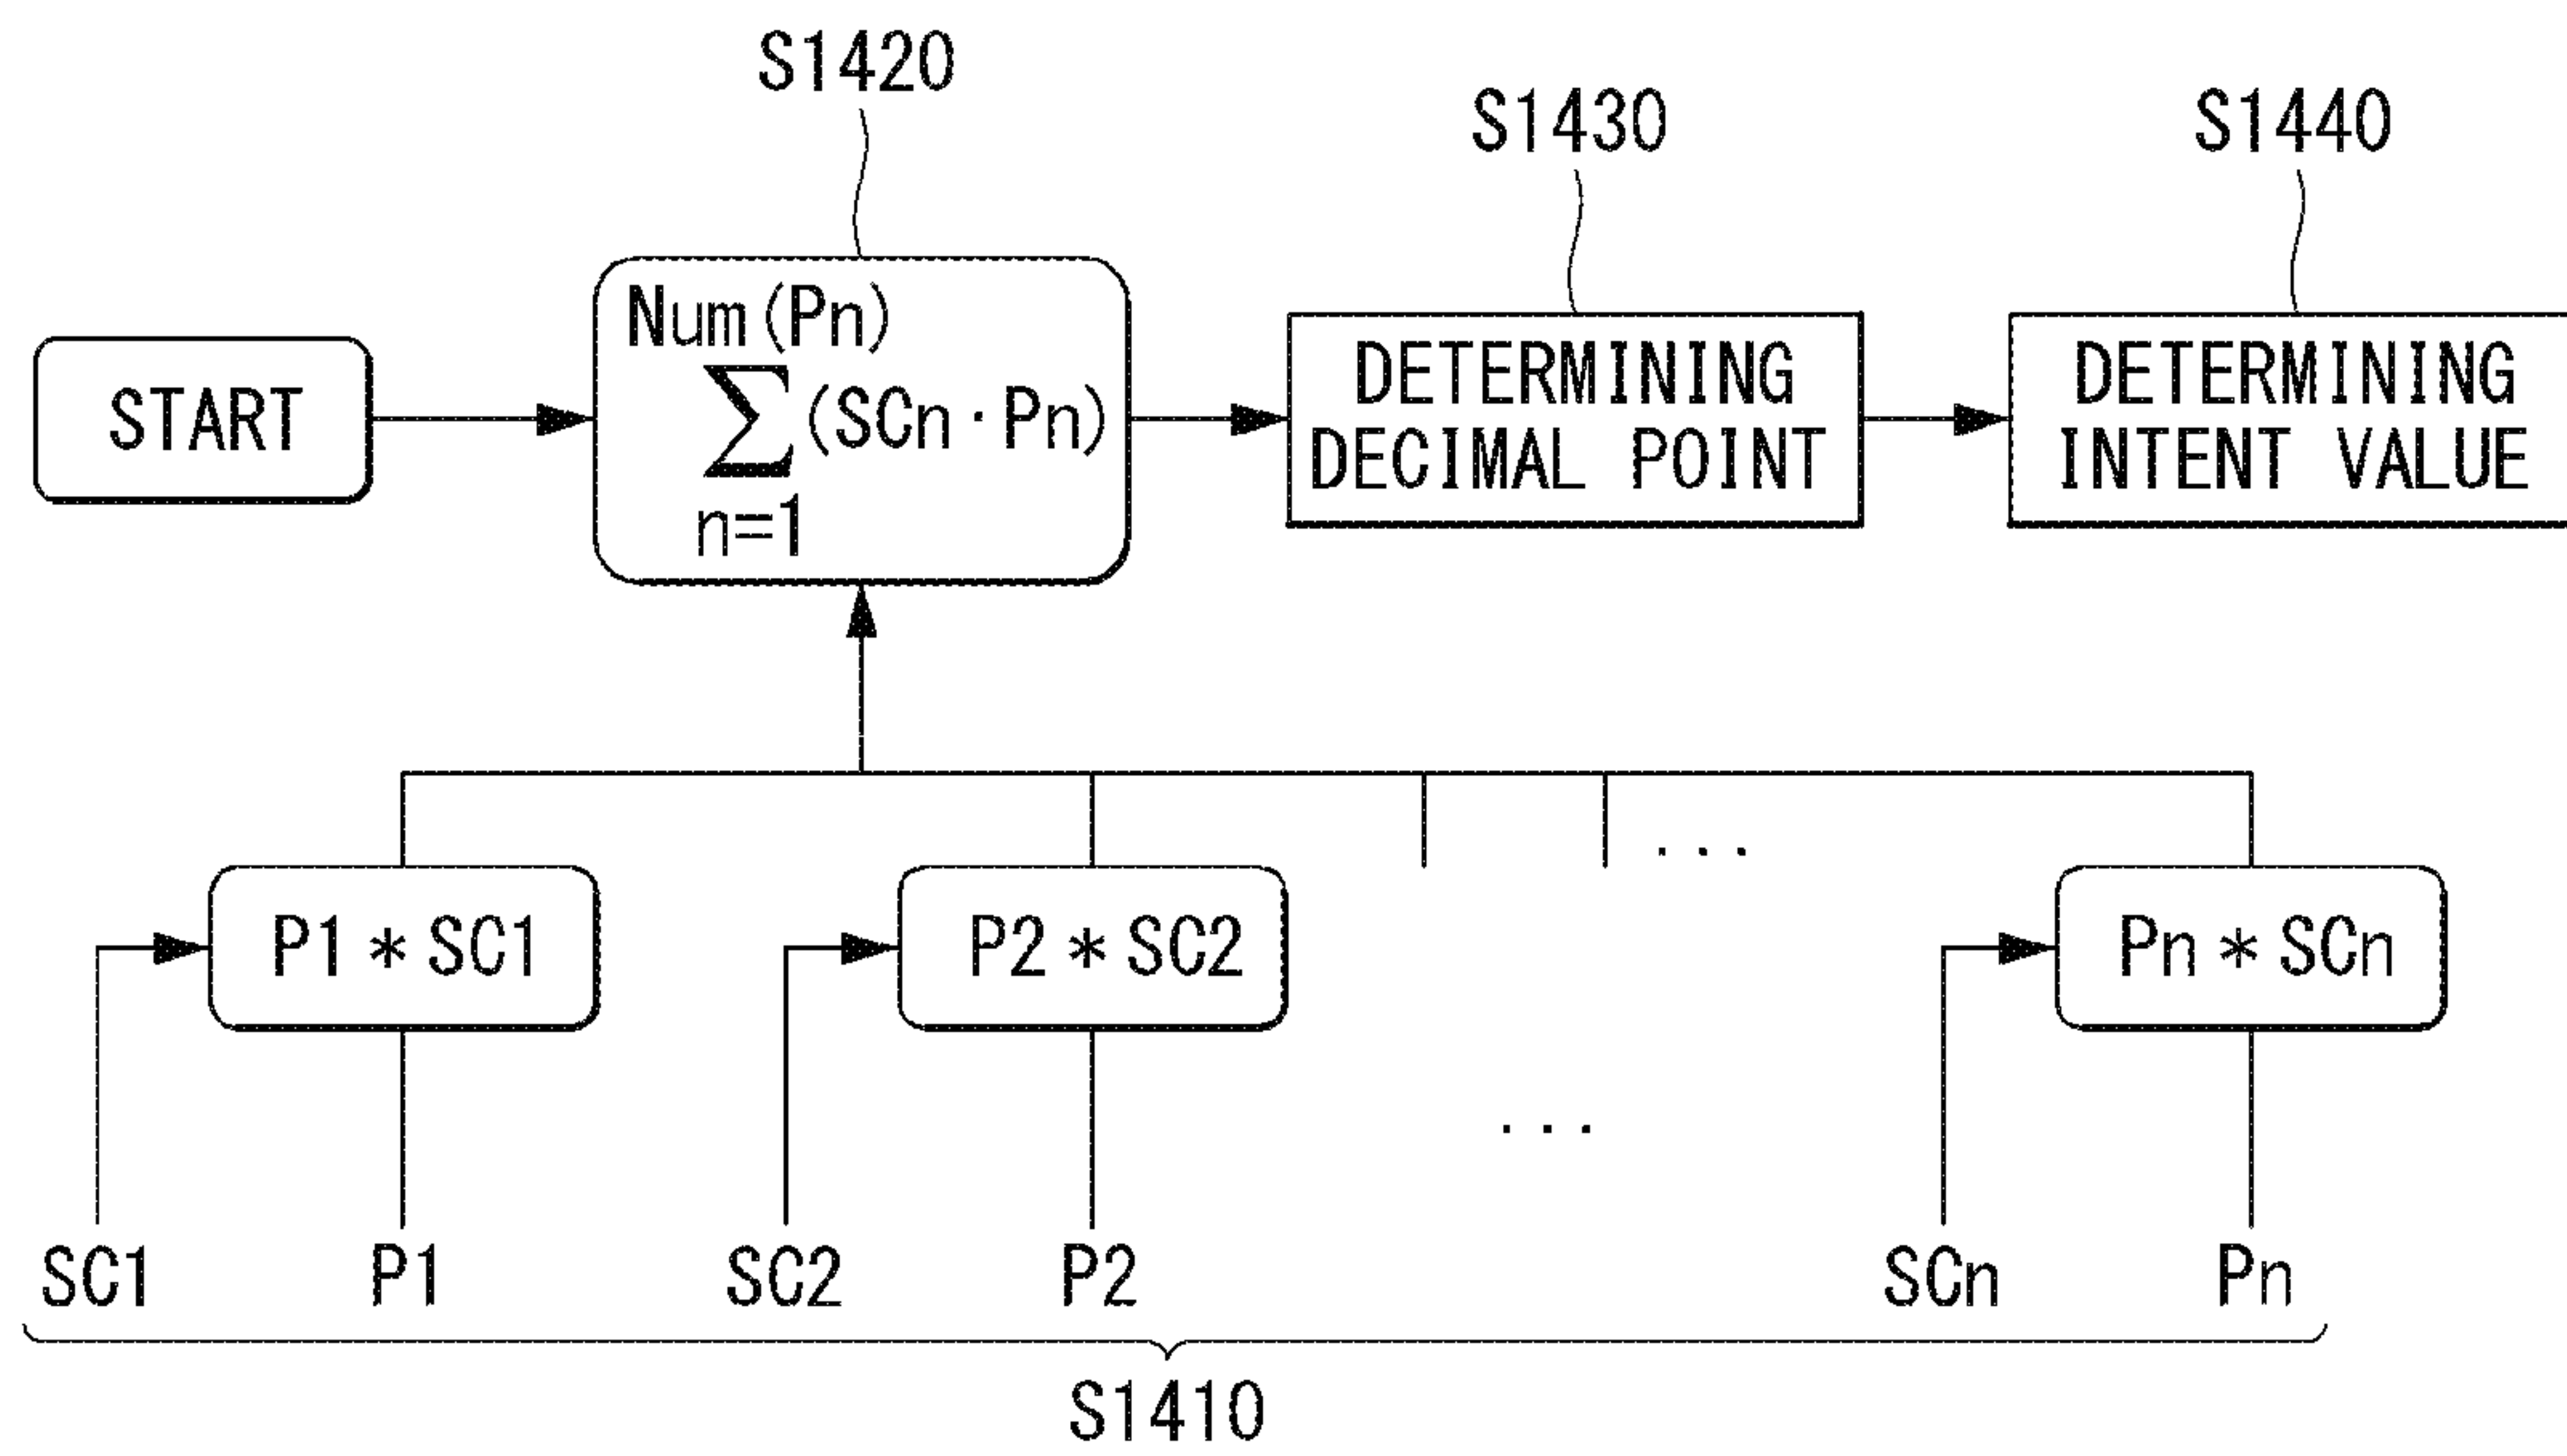 S1420
S1430
S1440
START
Num(Pn)
∑(SCn·Pn)
n=1
DETERMINING
DECIMAL POINT
DETERMINING
INTENT VALUE
...
P1*SC1
P2*SC2
Pn*SCn
...
SC1
P1
SC2
P2
SCn
Pn
S1410